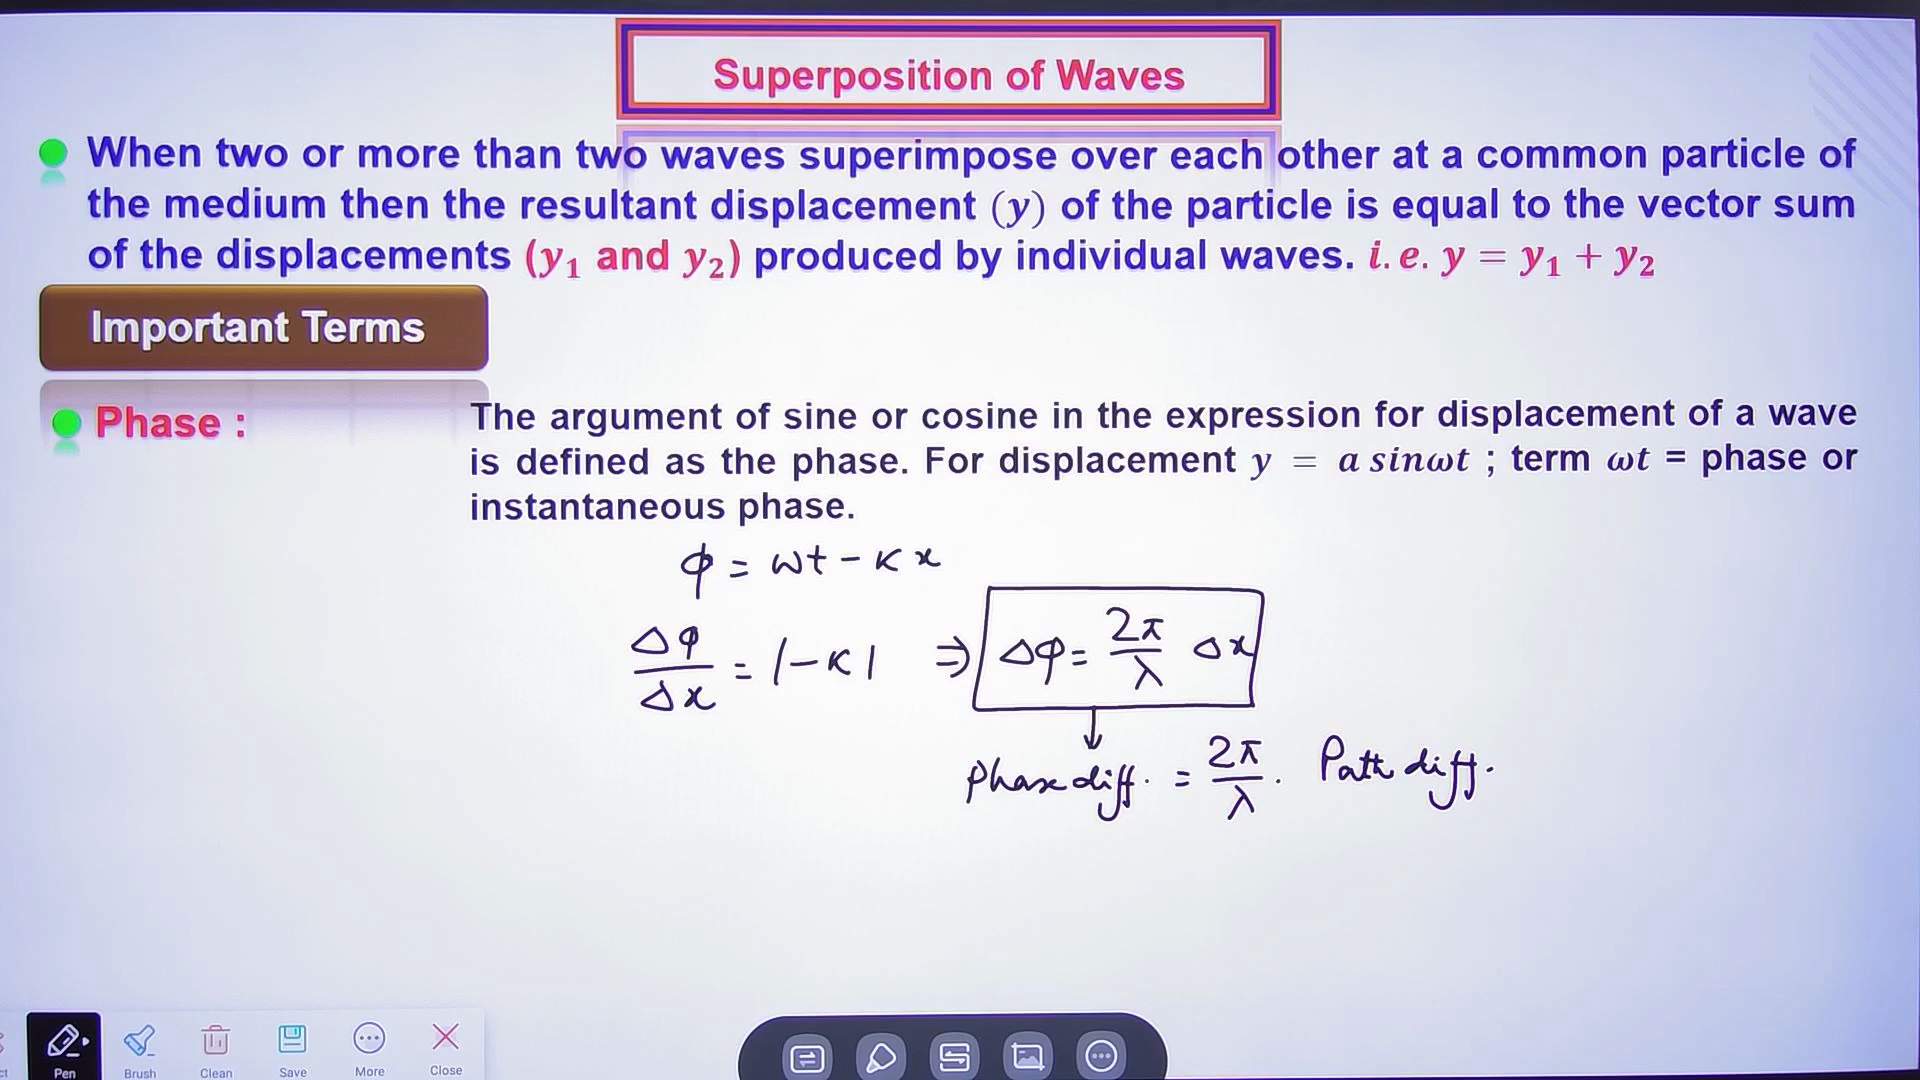 Superposition of Waves
When two or more than two waves superimpose over each other at a common particle of
the medium then the resultant displacement (y) of the particle is equal to the vector sum
of the displacements (y₁ and y₂) produced by individual waves. i.e. y = y₁ + y₂
Important Terms
Phase :
The argument of sine or cosine in the expression for displacement of a wave
is defined as the phase. For displacement y = a sinωt ; term ωt = phase or
instantaneous phase.
ϕ = ωt - Kx
Δϕ/Δx = |-K| ⇒ Δϕ = 2π/λ Δx
Phase diff. = 2π/λ . Path diff.
Pen Brush Clean Save More Close